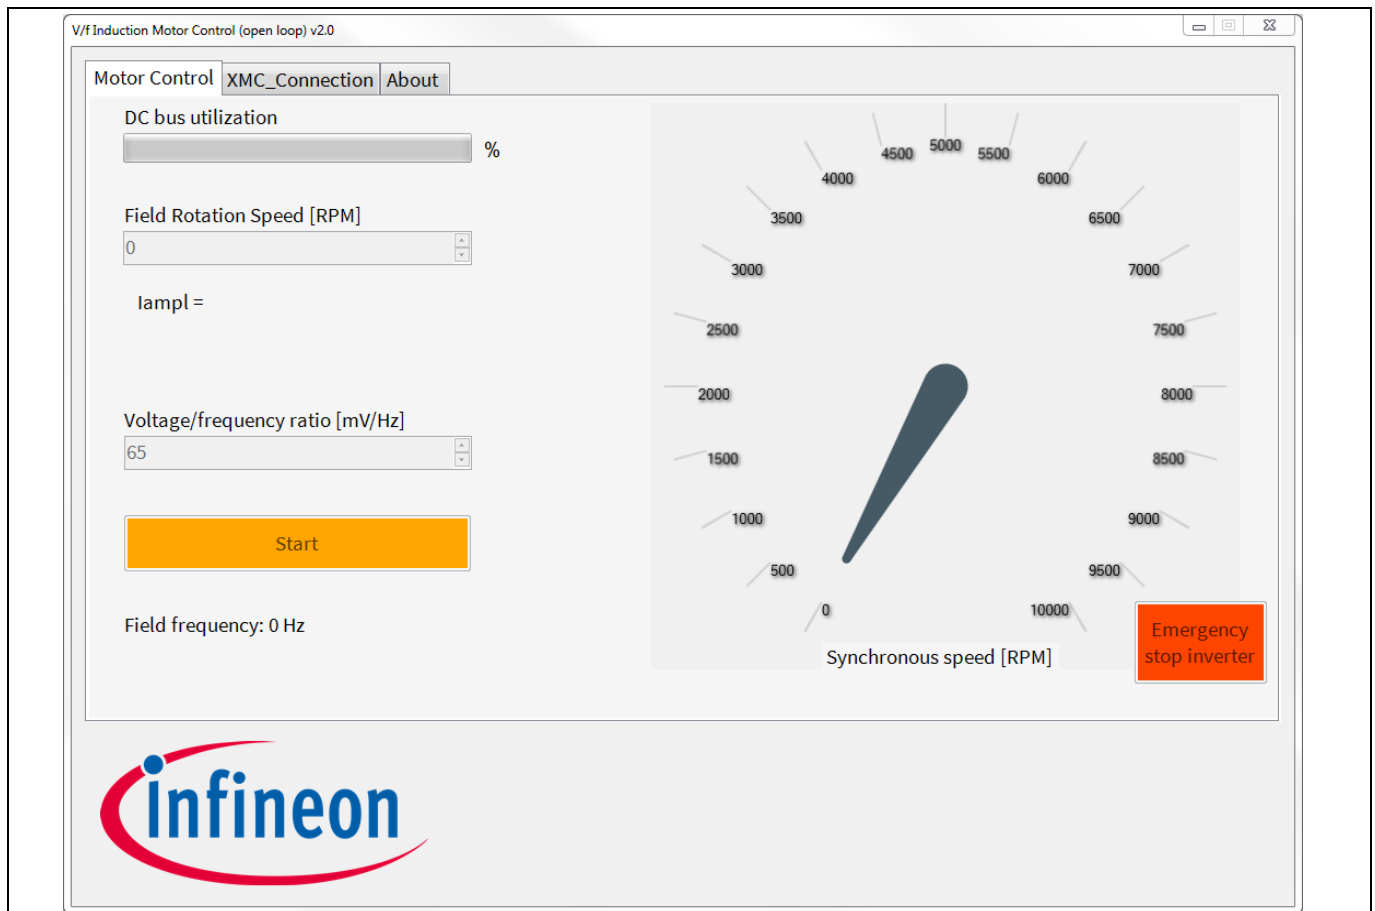 V/f Induction Motor Control (open loop) v2.0
Motor Control XMC_Connection About
DC bus utilization
%
Field Rotation Speed [RPM]
0
Iampl =
Voltage/frequency ratio [mV/Hz]
65
Start
Field frequency: 0 Hz
0
500
1000
1500
2000
2500
3000
3500
4000
4500
5000
5500
6000
6500
7000
7500
8000
8500
9000
9500
10000
Synchronous speed [RPM]
Emergency
stop inverter
infineon